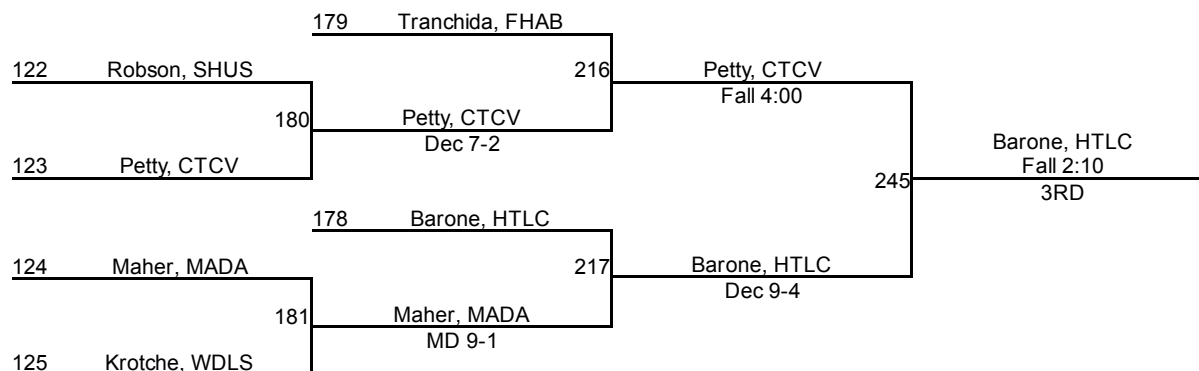 179 Tranchida, FHAB
122 Robson, SHUS
216 Petty, CTCV
Fall 4:00
180 Petty, CTCV
Dec 7-2
Barone, HTLC
Fall 2:10
123 Petty, CTCV
245
3RD
178 Barone, HTLC
124 Maher, MADA
217 Barone, HTLC
Dec 9-4
181 Maher, MADA
MD 9-1
125 Krotche, WDLS